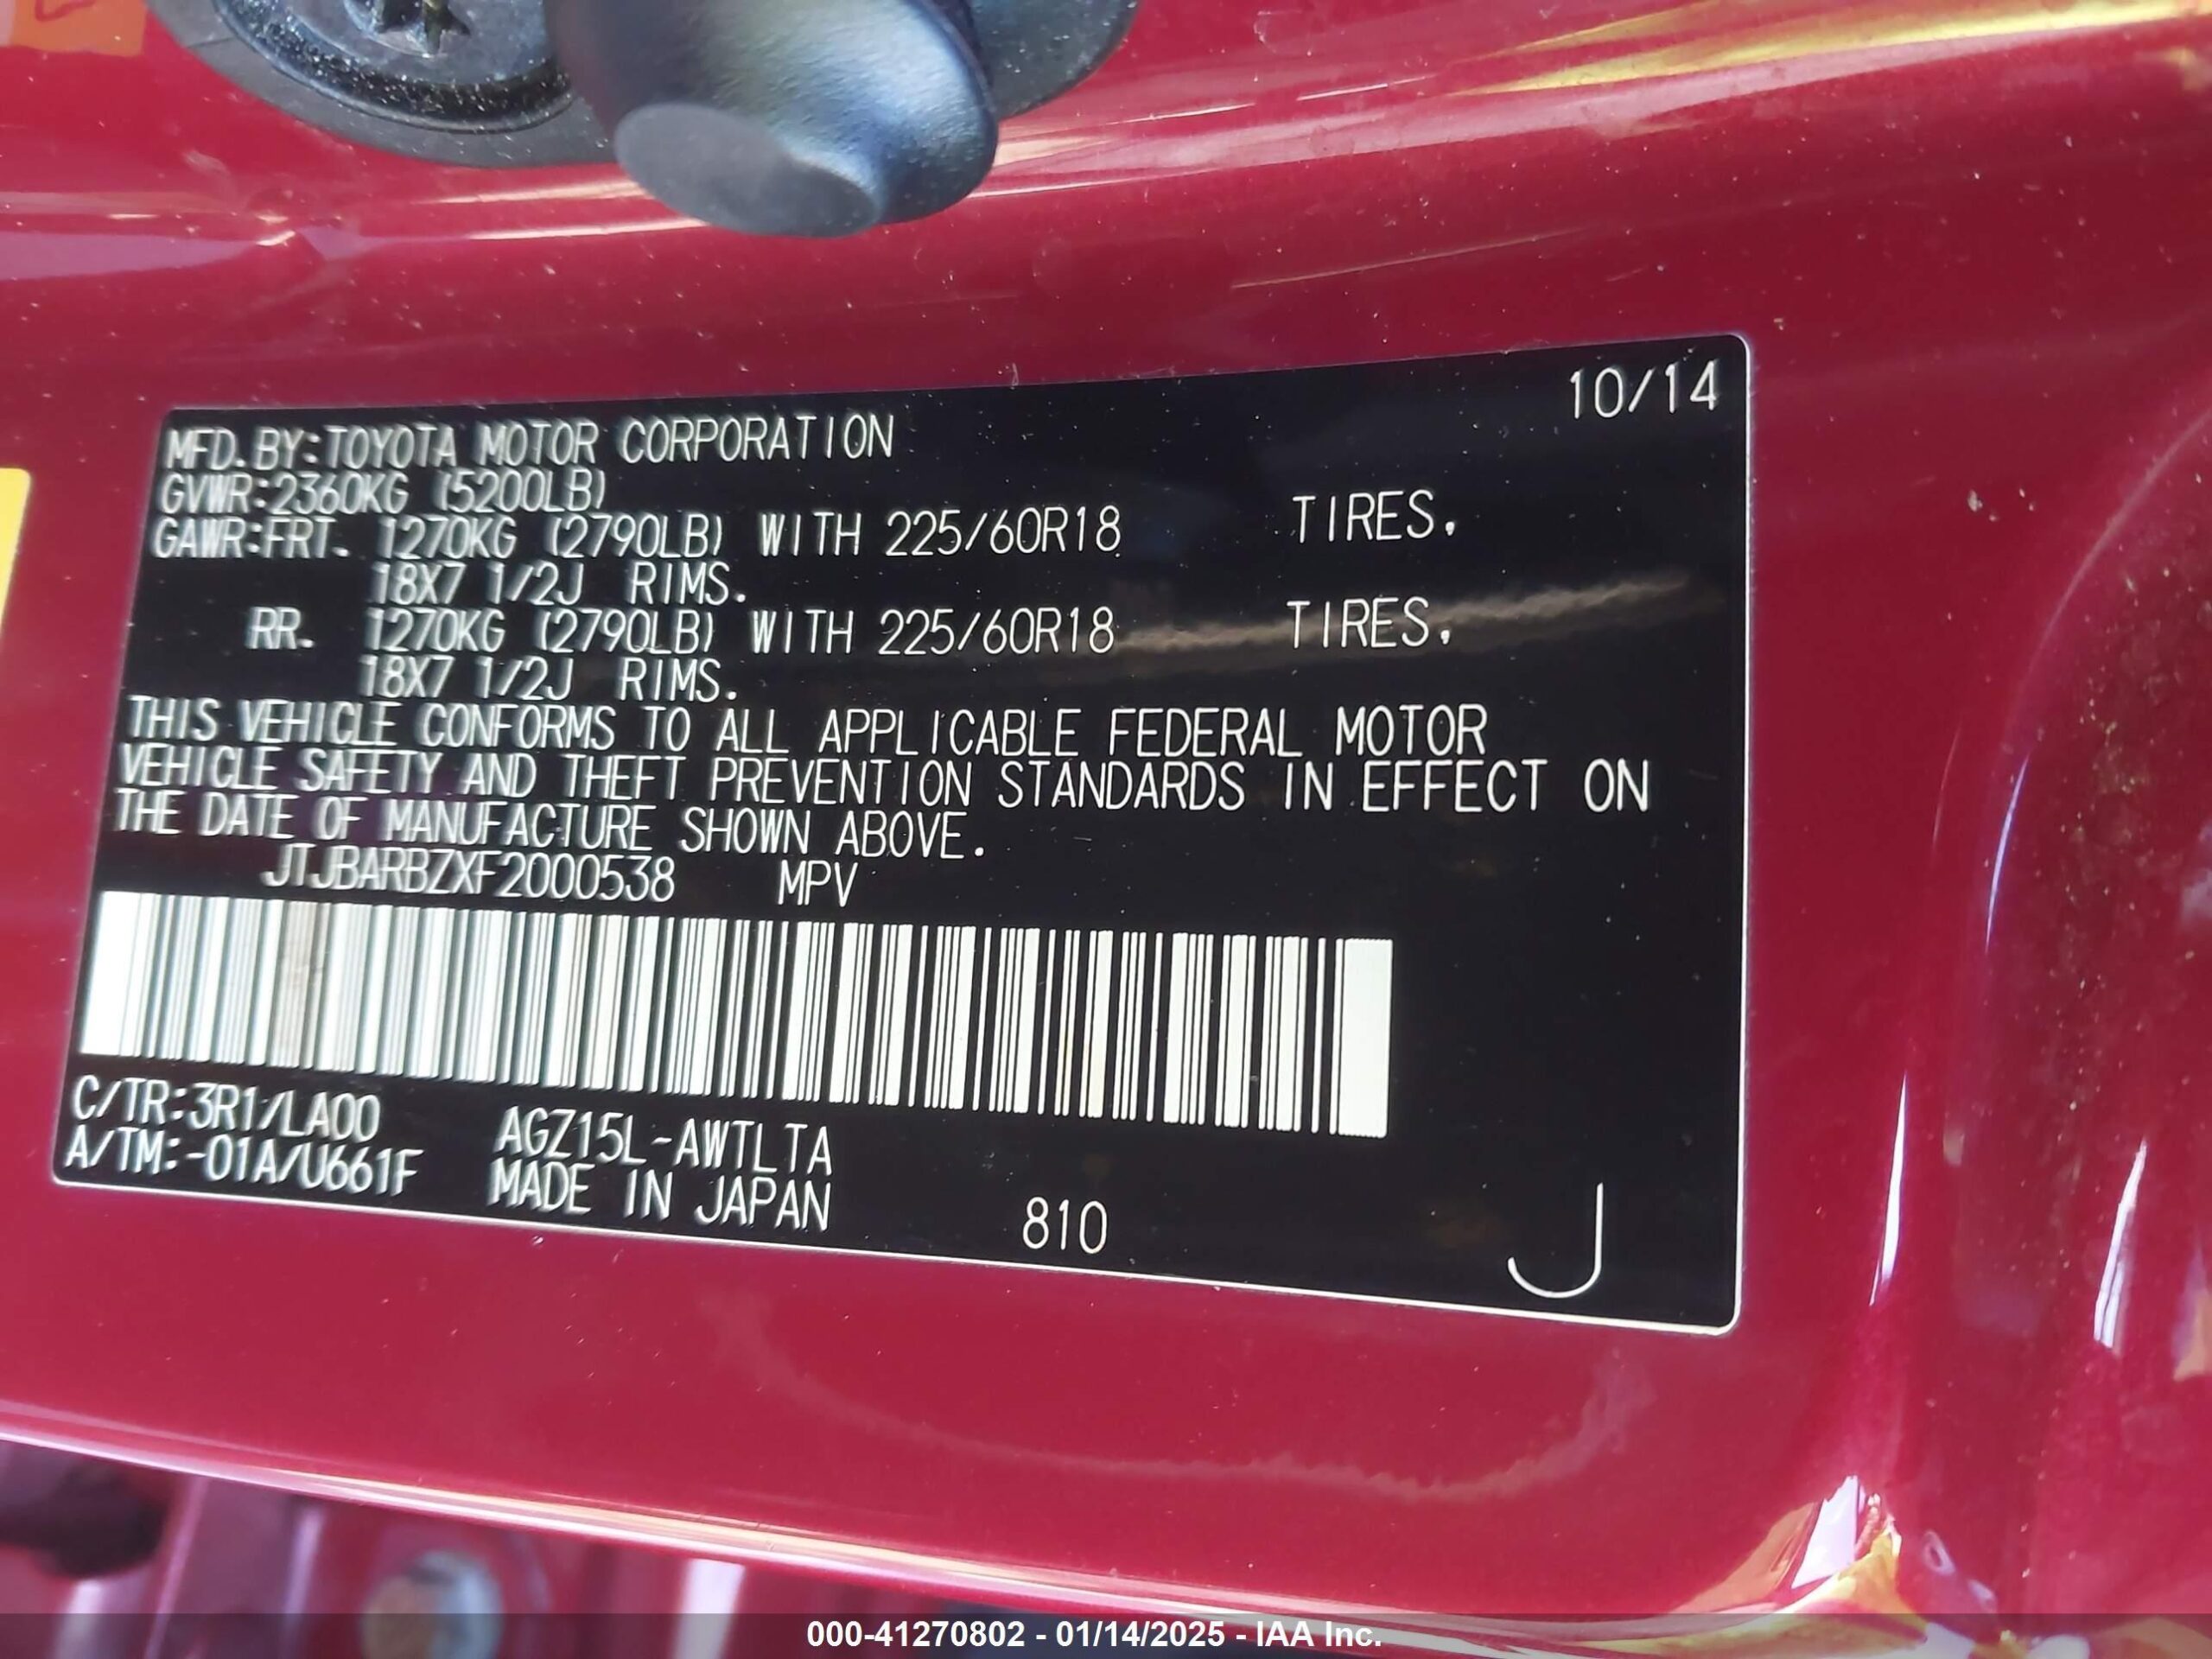 10/14
MFD.BY:TOYOTA MOTOR CORPORATION
GVWR:2360KG (5200LB)
GAWR:FRT. 1270KG (2790LB) WITH 225/60R18 TIRES.
18X7 1/2J RIMS.
RR. 1270KG (2790LB) WITH 225/60R18 TIRES.
18X7 1/2J RIMS.
THIS VEHICLE CONFORMS TO ALL APPLICABLE FEDERAL MOTOR
VEHICLE SAFETY AND THEFT PREVENTION STANDARDS IN EFFECT ON
THE DATE OF MANUFACTURE SHOWN ABOVE.
JTJBARBZXF2000538 MPV
C/TR:3R1/LA00 AGZ15L-AWTLTA
A/TM:-01A/U661F MADE IN JAPAN 810 J
000-41270802 - 01/14/2025 - IAA Inc.